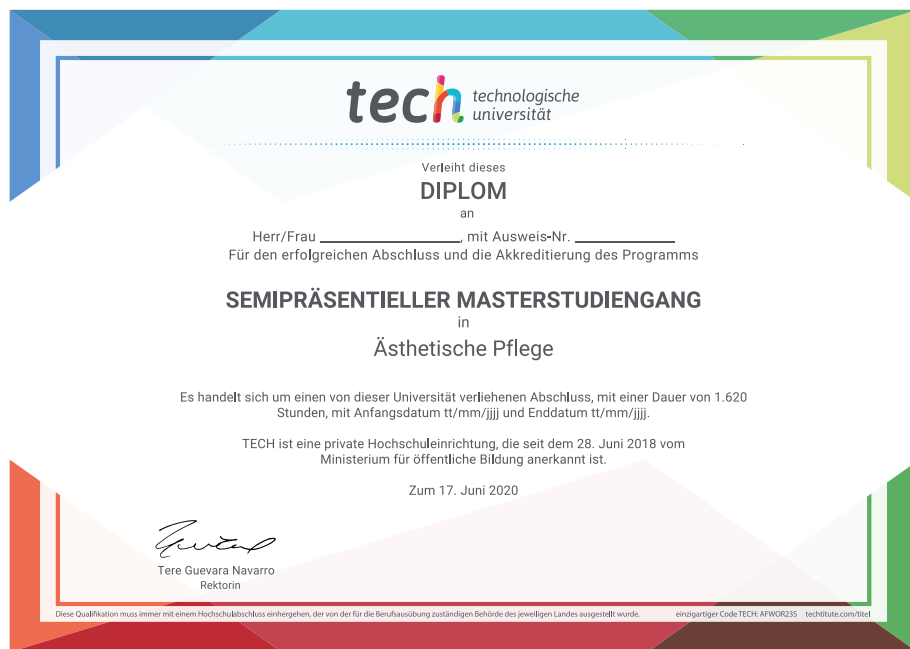 tech technologische
universität
Verleiht dieses
DIPLOM
an
Herr/Frau ____________________, mit Ausweis-Nr. ______________
Für den erfolgreichen Abschluss und die Akkreditierung des Programms
SEMIPRÄSENTIELLER MASTERSTUDIENGANG
in
Ästhetische Pflege
Es handelt sich um einen von dieser Universität verliehenen Abschluss, mit einer Dauer von 1.620
Stunden, mit Anfangsdatum tt/mm/jjjj und Enddatum tt/mm/jjjj.
TECH ist eine private Hochschuleinrichtung, die seit dem 28. Juni 2018 vom
Ministerium für öffentliche Bildung anerkannt ist.
Zum 17. Juni 2020
Tere Guevara Navarro
Rektorin
Diese Qualifikation muss immer mit einem Hochschulabschluss einhergehen, der von der für die Berufsausübung zuständigen Behörde des jeweiligen Landes ausgestellt wurde. einzigartiger Code TECH: AFWOR23S techtitute.com/titel